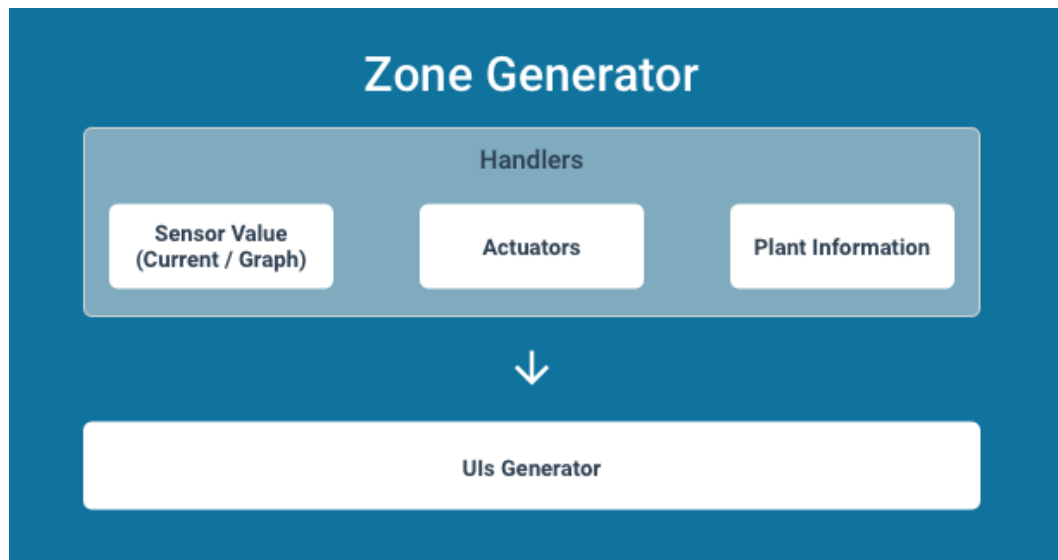 Zone Generator
Handlers
Sensor Value
(Current / Graph)
Actuators
Plant Information
UIs Generator